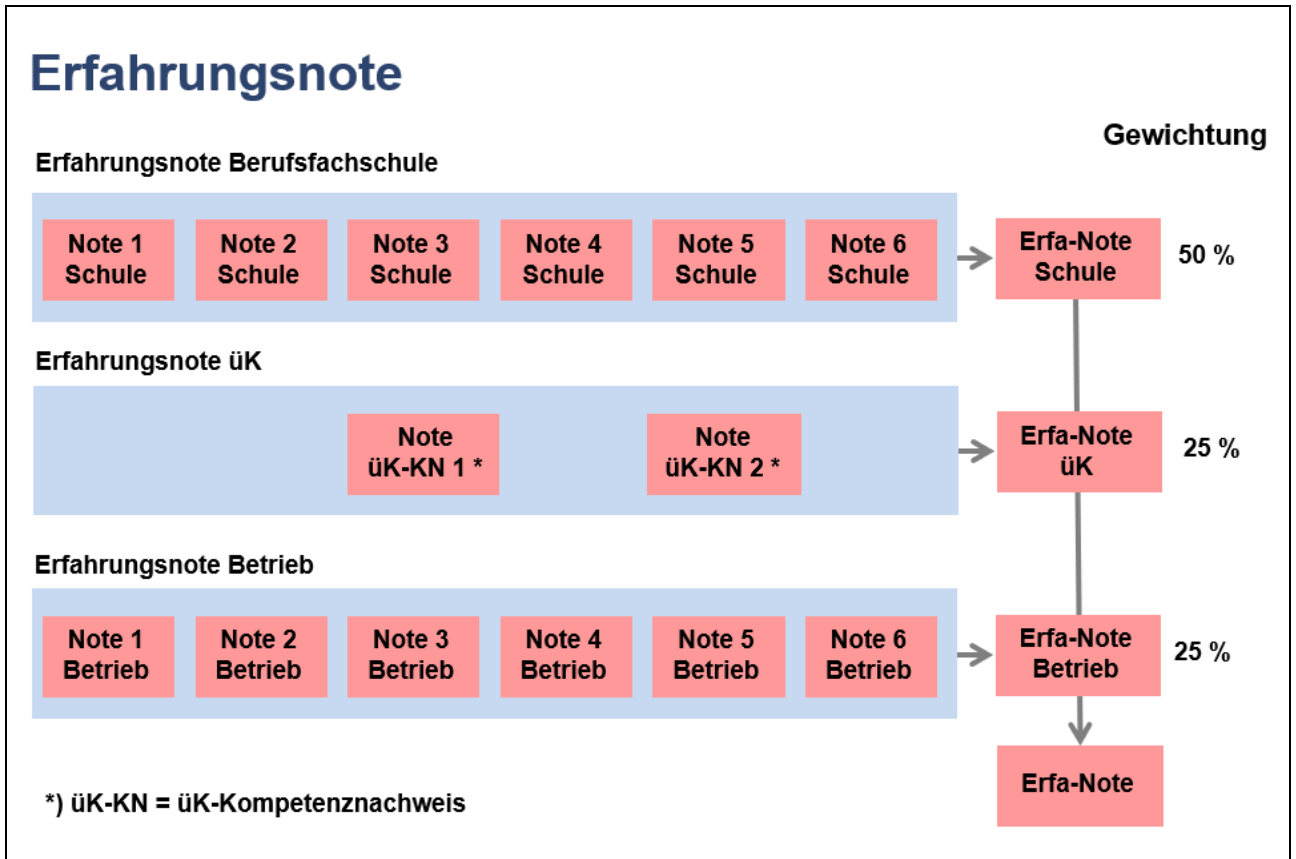 Erfahrungsnote
Gewichtung
Erfahrungsnote Berufsfachschule
Note 1 Note 2 Note 3 Note 4 Note 5 Note 6 Erfa-Note
Schule Schule Schule Schule Schule Schule Schule
50 %
Erfahrungsnote üK
Note Note Erfa-Note
üK-KN 1 * üK-KN 2 * üK
25 %
Erfahrungsnote Betrieb
Note 1 Note 2 Note 3 Note 4 Note 5 Note 6 Erfa-Note
Betrieb Betrieb Betrieb Betrieb Betrieb Betrieb Betrieb
25 %
Erfa-Note
*) üK-KN = üK-Kompetenznachweis